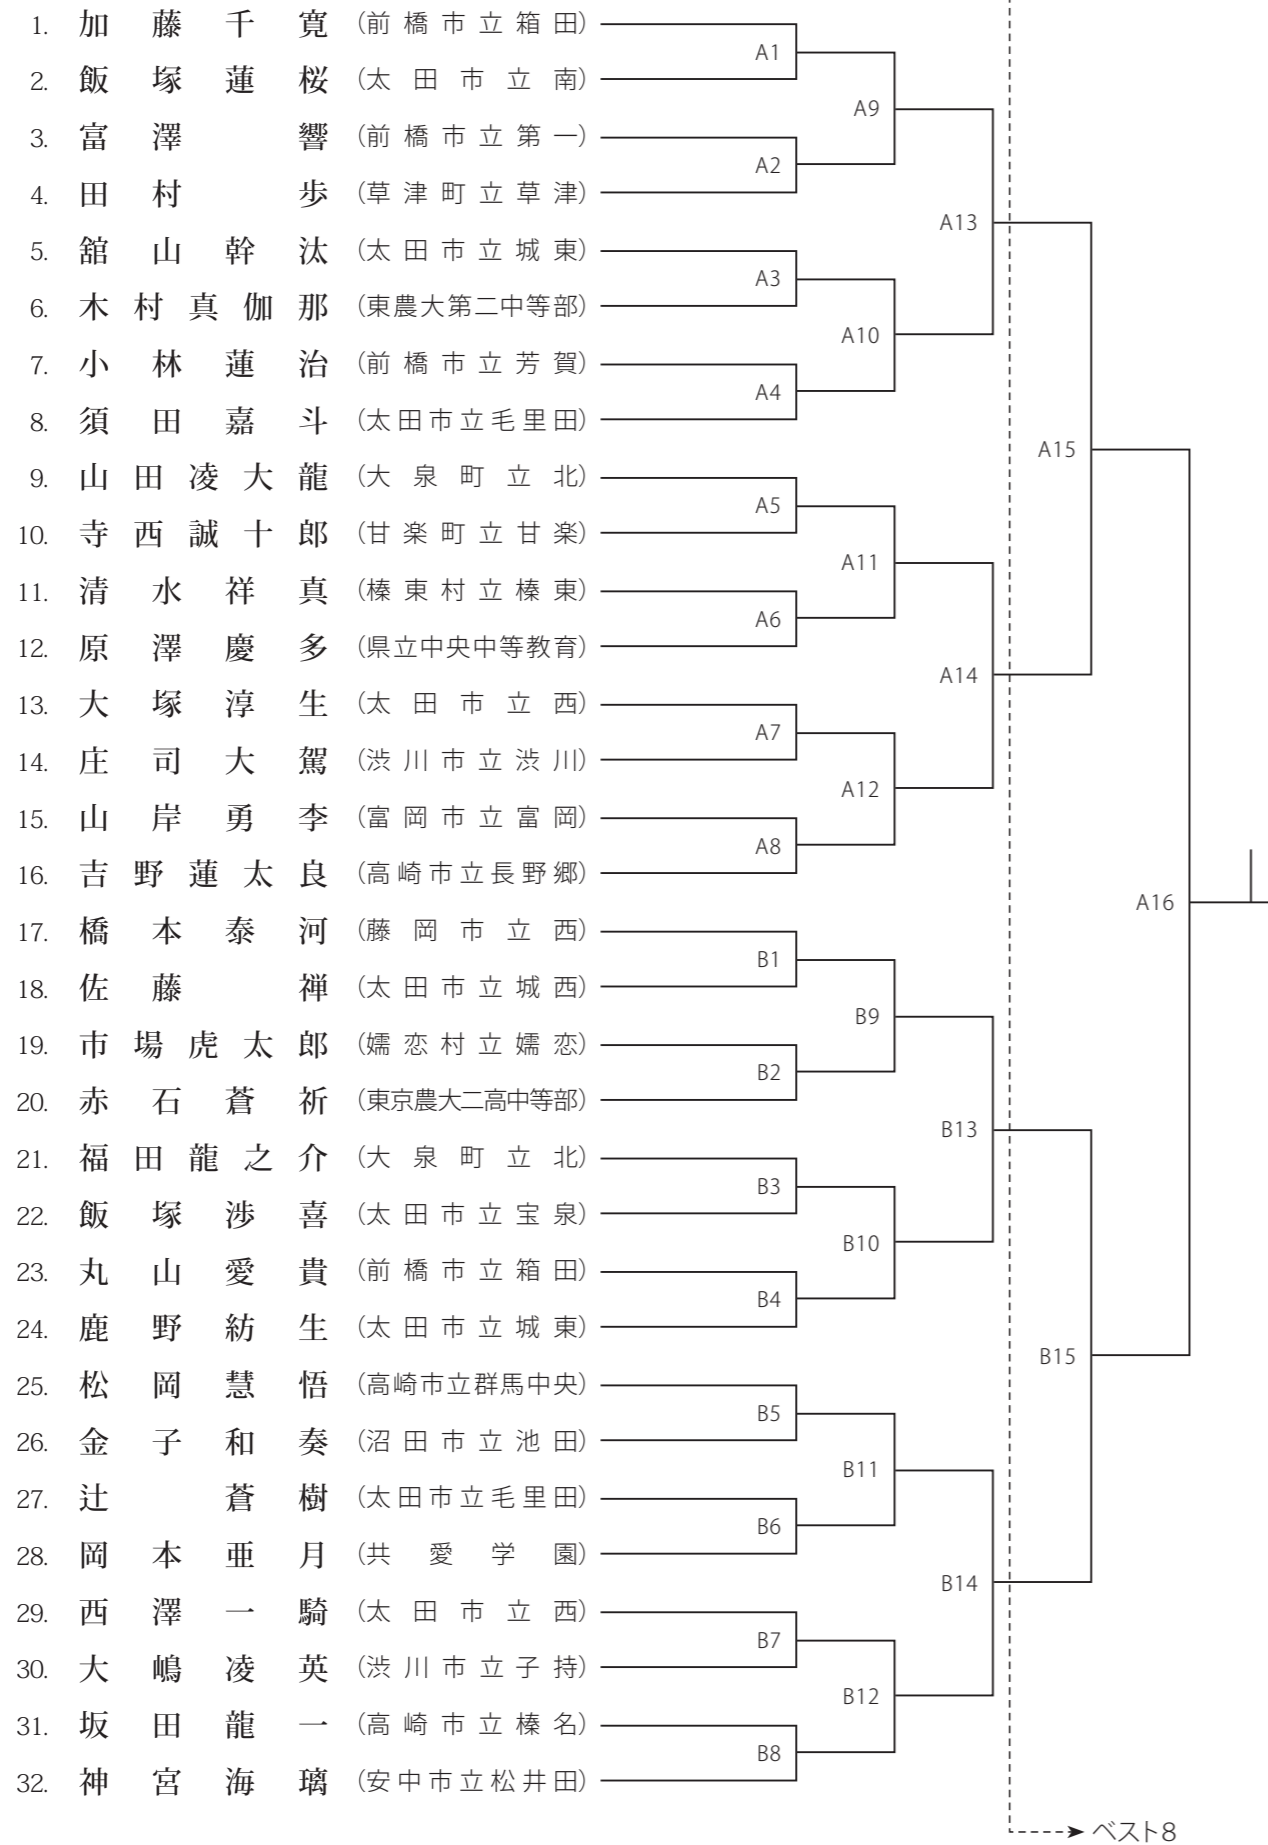 1. 加藤千寛 (前橋市立箱田)
2. 飯塚蓮桜 (太田市立南)
3. 富澤響 (前橋市立第一)
4. 田村歩 (草津町立草津)
5. 舘山幹汰 (太田市立城東)
6. 木村真伽那 (東農大第二中等部)
7. 小林蓮治 (前橋市立芳賀)
8. 須田嘉斗 (太田市立毛里田)
9. 山田凌大龍 (大泉町立北)
10. 寺西誠十郎 (甘楽町立甘楽)
11. 清水祥真 (榛東村立榛東)
12. 原澤慶多 (県立中央中等教育)
13. 大塚淳生 (太田市立西)
14. 庄司大駕 (渋川市立渋川)
15. 山岸勇李 (富岡市立富岡)
16. 吉野蓮太良 (高崎市立長野郷)
17. 橋本泰河 (藤岡市立西)
18. 佐藤禅 (太田市立城西)
19. 市場虎太郎 (嬬恋村立嬬恋)
20. 赤石蒼祈 (東京農大二高中等部)
21. 福田龍之介 (大泉町立北)
22. 飯塚渉喜 (太田市立宝泉)
23. 丸山愛貴 (前橋市立箱田)
24. 鹿野紡生 (太田市立城東)
25. 松岡慧悟 (高崎市立群馬中央)
26. 金子和奏 (沼田市立池田)
27. 辻蒼樹 (太田市立毛里田)
28. 岡本亜月 (共愛学園)
29. 西澤一騎 (太田市立西)
30. 大嶋凌英 (渋川市立子持)
31. 坂田龍一 (高崎市立榛名)
32. 神宮海璃 (安中市立松井田)
A1
A2
A3
A4
A5
A6
A7
A8
B1
B2
B3
B4
B5
B6
B7
B8
A9
A10
A11
A12
B9
B10
B11
B12
A13
A14
B13
B14
A15
B15
A16
ベスト8